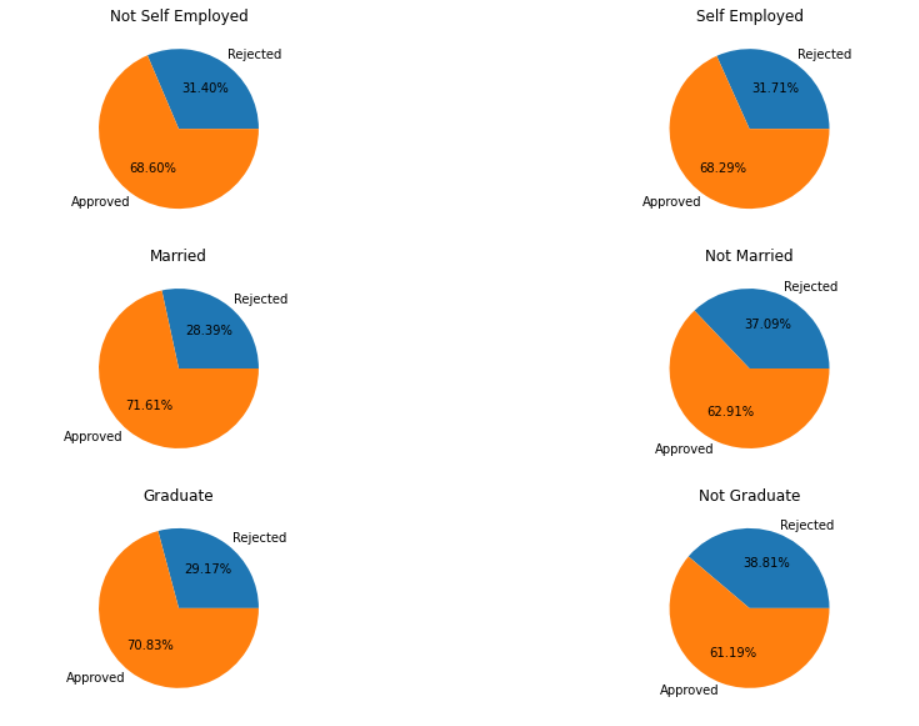 Not Self Employed
Rejected
31.40%
68.60%
Approved
Self Employed
Rejected
31.71%
68.29%
Approved
Married
Rejected
28.39%
71.61%
Approved
Not Married
Rejected
37.09%
62.91%
Approved
Graduate
Rejected
29.17%
70.83%
Approved
Not Graduate
Rejected
38.81%
61.19%
Approved